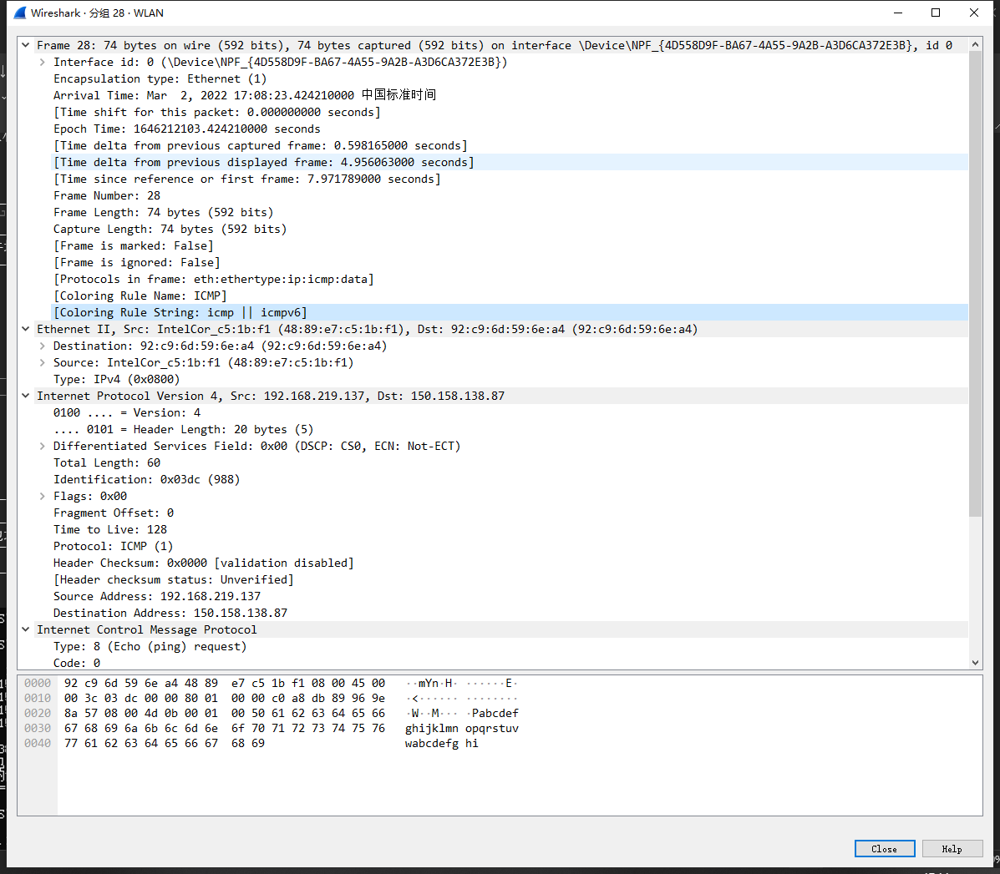 Wireshark · 分组 28 · WLAN
Frame 28: 74 bytes on wire (592 bits), 74 bytes captured (592 bits) on interface \Device\NPF_{4D558D9F-BA67-4A55-9A2B-A3D6CA372E3B}, id 0
Interface id: 0 (\Device\NPF_{4D558D9F-BA67-4A55-9A2B-A3D6CA372E3B})
Encapsulation type: Ethernet (1)
Arrival Time: Mar  2, 2022 17:08:23.424210000 中国标准时间
[Time shift for this packet: 0.000000000 seconds]
Epoch Time: 1646212103.424210000 seconds
[Time delta from previous captured frame: 0.598165000 seconds]
[Time delta from previous displayed frame: 4.956063000 seconds]
[Time since reference or first frame: 7.971789000 seconds]
Frame Number: 28
Frame Length: 74 bytes (592 bits)
Capture Length: 74 bytes (592 bits)
[Frame is marked: False]
[Frame is ignored: False]
[Protocols in frame: eth:ethertype:ip:icmp:data]
[Coloring Rule Name: ICMP]
[Coloring Rule String: icmp || icmpv6]
Ethernet II, Src: IntelCor_c5:1b:f1 (48:89:e7:c5:1b:f1), Dst: 92:c9:6d:59:6e:a4 (92:c9:6d:59:6e:a4)
Destination: 92:c9:6d:59:6e:a4 (92:c9:6d:59:6e:a4)
Source: IntelCor_c5:1b:f1 (48:89:e7:c5:1b:f1)
Type: IPv4 (0x0800)
Internet Protocol Version 4, Src: 192.168.219.137, Dst: 150.158.138.87
0100 .... = Version: 4
.... 0101 = Header Length: 20 bytes (5)
Differentiated Services Field: 0x00 (DSCP: CS0, ECN: Not-ECT)
Total Length: 60
Identification: 0x03dc (988)
Flags: 0x00
Fragment Offset: 0
Time to Live: 128
Protocol: ICMP (1)
Header Checksum: 0x0000 [validation disabled]
[Header checksum status: Unverified]
Source Address: 192.168.219.137
Destination Address: 150.158.138.87
Internet Control Message Protocol
Type: 8 (Echo (ping) request)
Code: 0
0000 92 c9 6d 59 6e a4 48 89 e7 c5 1b f1 08 00 45 00 ··mYn·H· ······E·
0010 00 3c 03 dc 00 00 80 01 00 00 c0 a8 db 89 96 9e ·<······ ········
0020 8a 57 08 00 4d 0b 00 01 00 50 61 62 63 64 65 66 ·W··M··· ·Pabcdef
0030 67 68 69 6a 6b 6c 6d 6e 6f 70 71 72 73 74 75 76 ghijklmn opqrstuv
0040 77 61 62 63 64 65 66 67 68 69 wabcdefg hi
Close Help